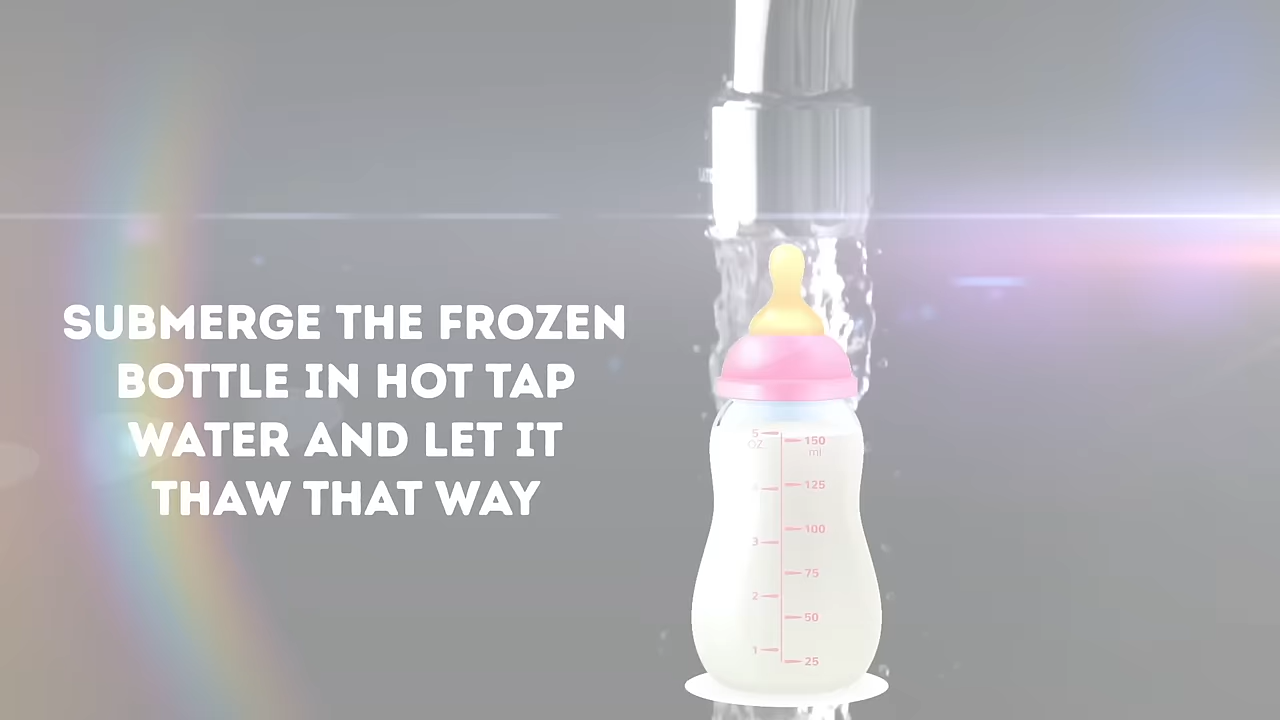 SUBMERGE THE FROZEN
BOTTLE IN HOT TAP
WATER AND LET IT
THAW THAT WAY
5
OZ
150
ml
125
3
100
75
2
50
1
25